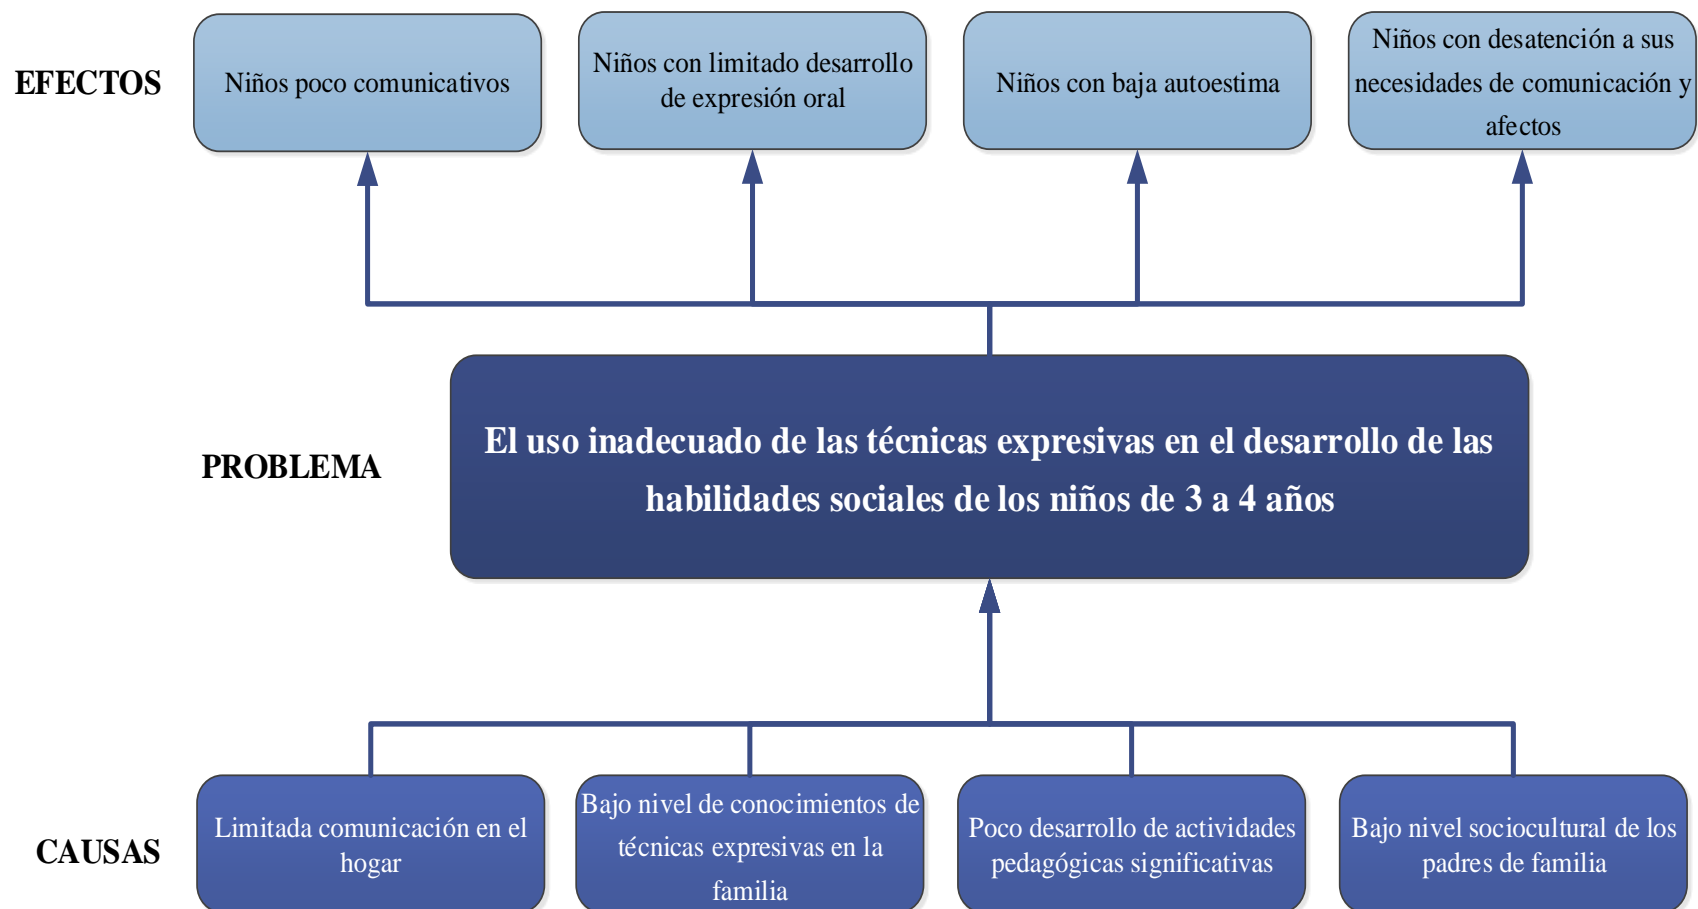 EFECTOS
Niños poco comunicativos
Niños con limitado desarrollo
de expresión oral
Niños con baja autoestima
Niños con desatención a sus
necesidades de comunicación y
afectos
PROBLEMA
El uso inadecuado de las técnicas expresivas en el desarrollo de las
habilidades sociales de los niños de 3 a 4 años
CAUSAS
Limitada comunicación en el
hogar
Bajo nivel de conocimientos de
técnicas expresivas en la
familia
Poco desarrollo de actividades
pedagógicas significativas
Bajo nivel sociocultural de los
padres de familia